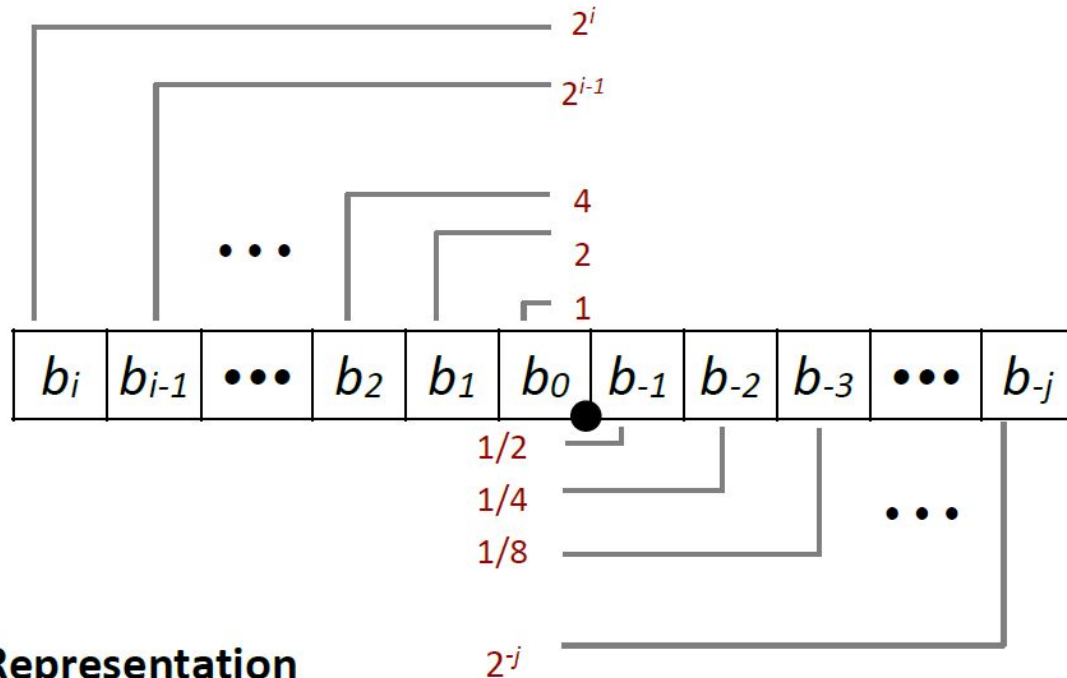 2^i
2^{i-1}
4
•••
2
1
b_i b_{i-1} ••• b_2 b_1 b_0 b_{-1} b_{-2} b_{-3} ••• b_{-j}
1/2
1/4
•••
1/8
Representation
2^{-j}